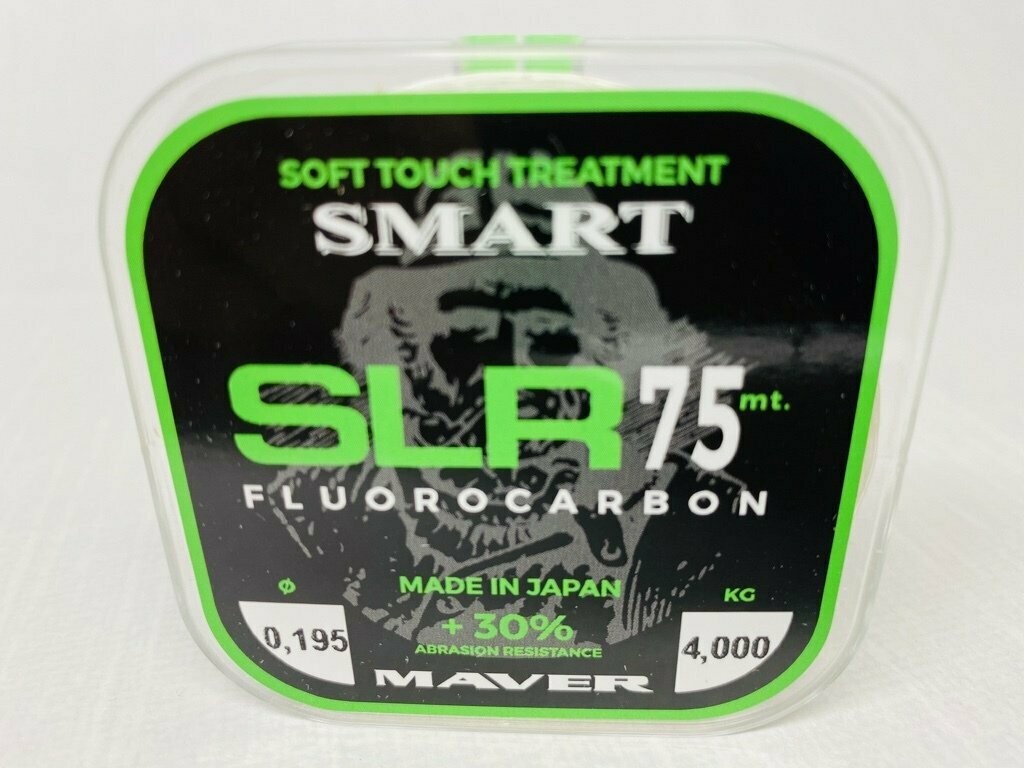 SOFT TOUCH TREATMENT
SMART
SLR 75 mt.
FLUOROCARBON
Ø
MADE IN JAPAN
KG
0,195
+ 30%
4,000
ABRASION RESISTANCE
MAVER